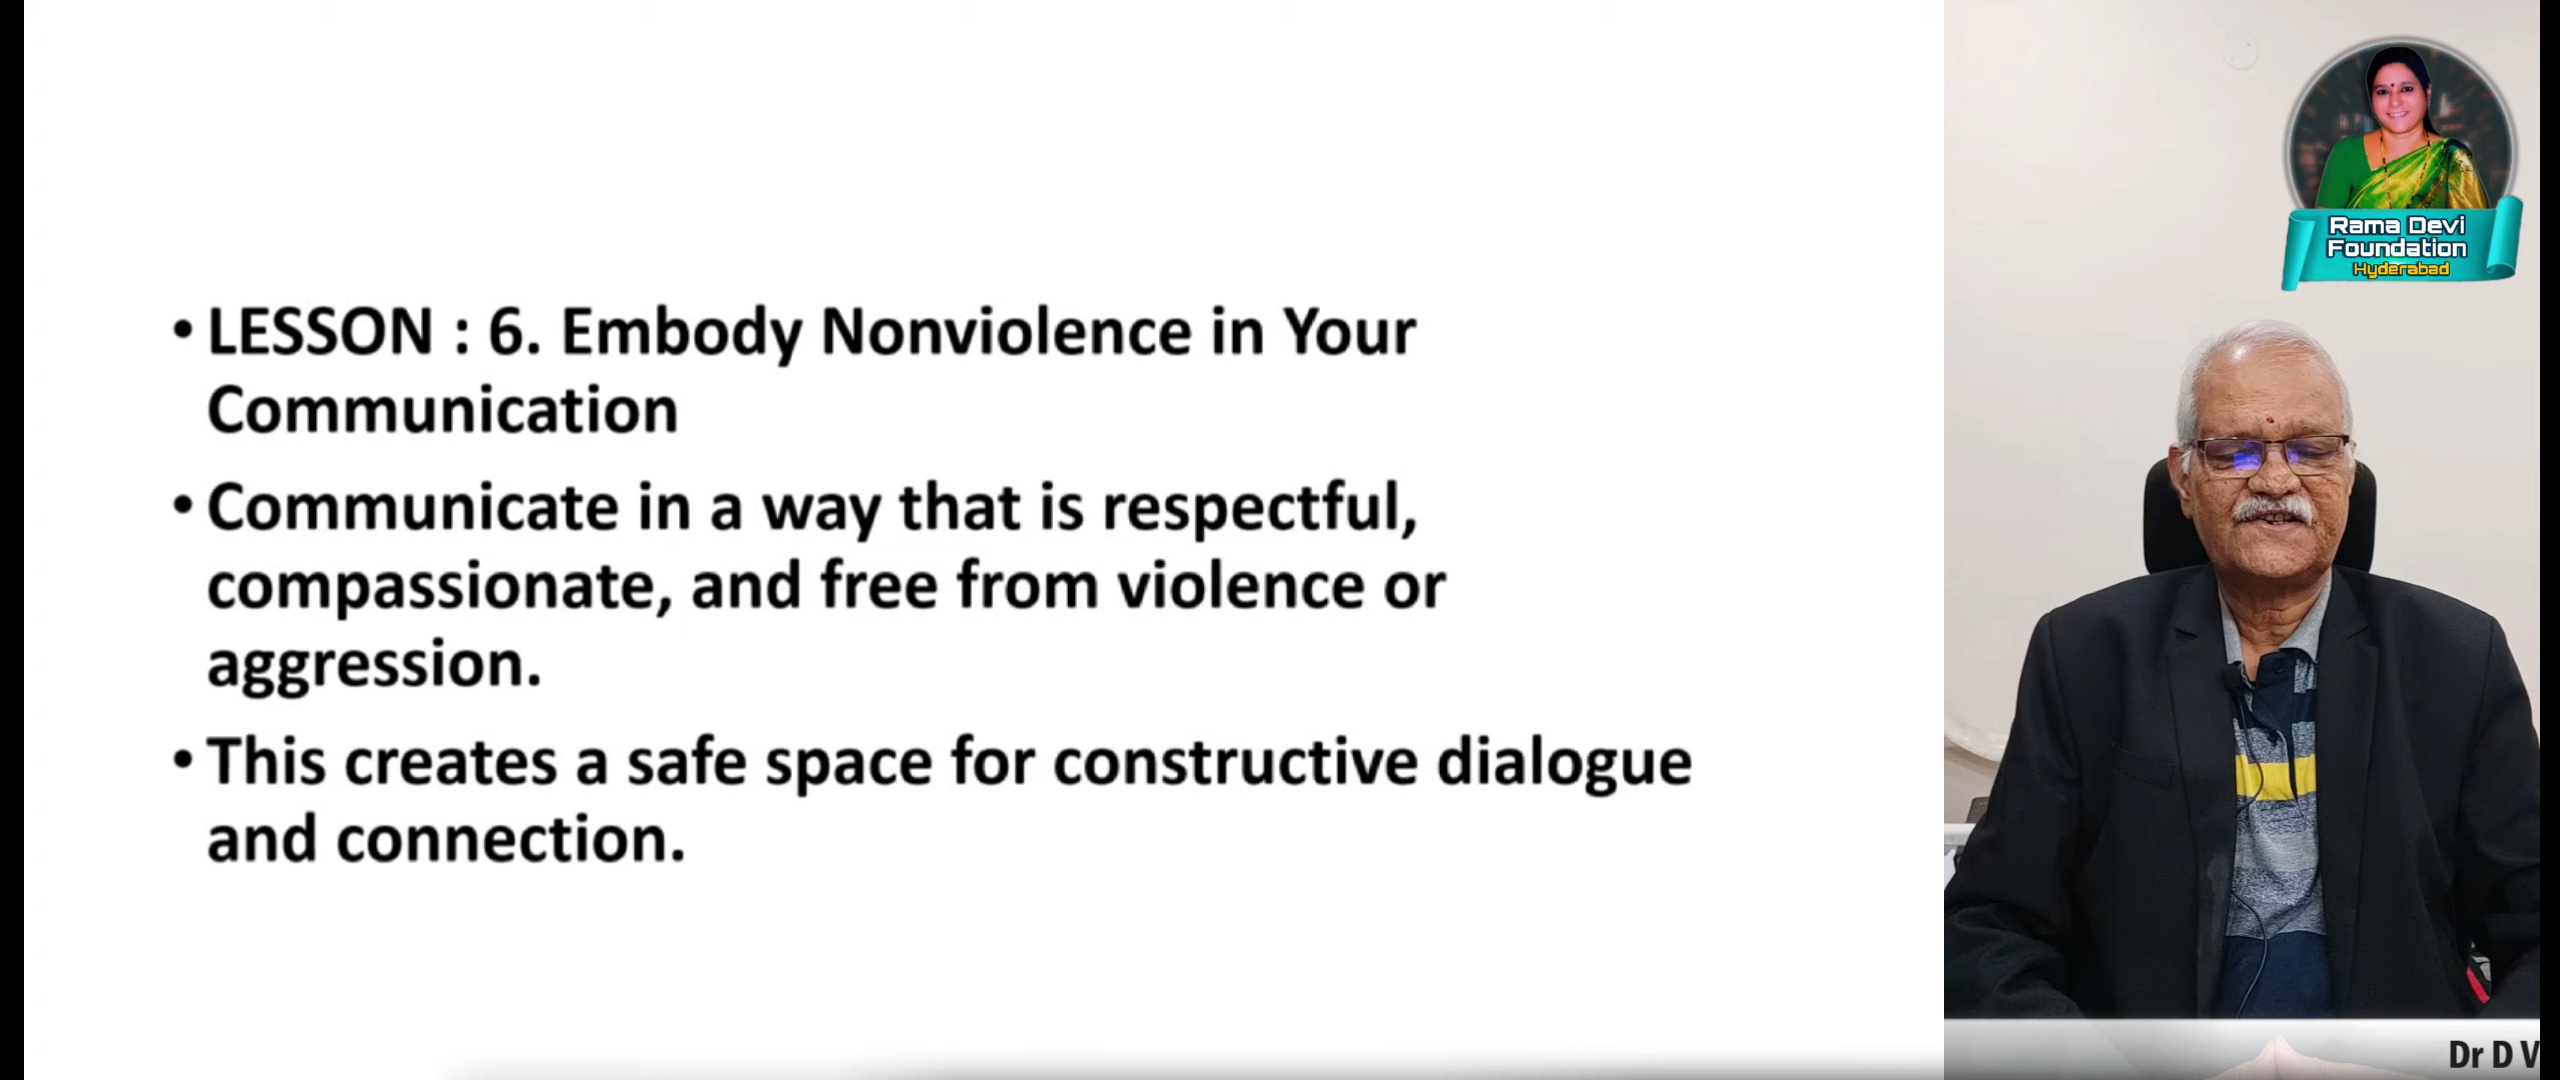 • LESSON : 6. Embody Nonviolence in Your
Communication
• Communicate in a way that is respectful,
compassionate, and free from violence or
aggression.
• This creates a safe space for constructive dialogue
and connection.
Rama Devi
Foundation
Hyderabad
Dr D V